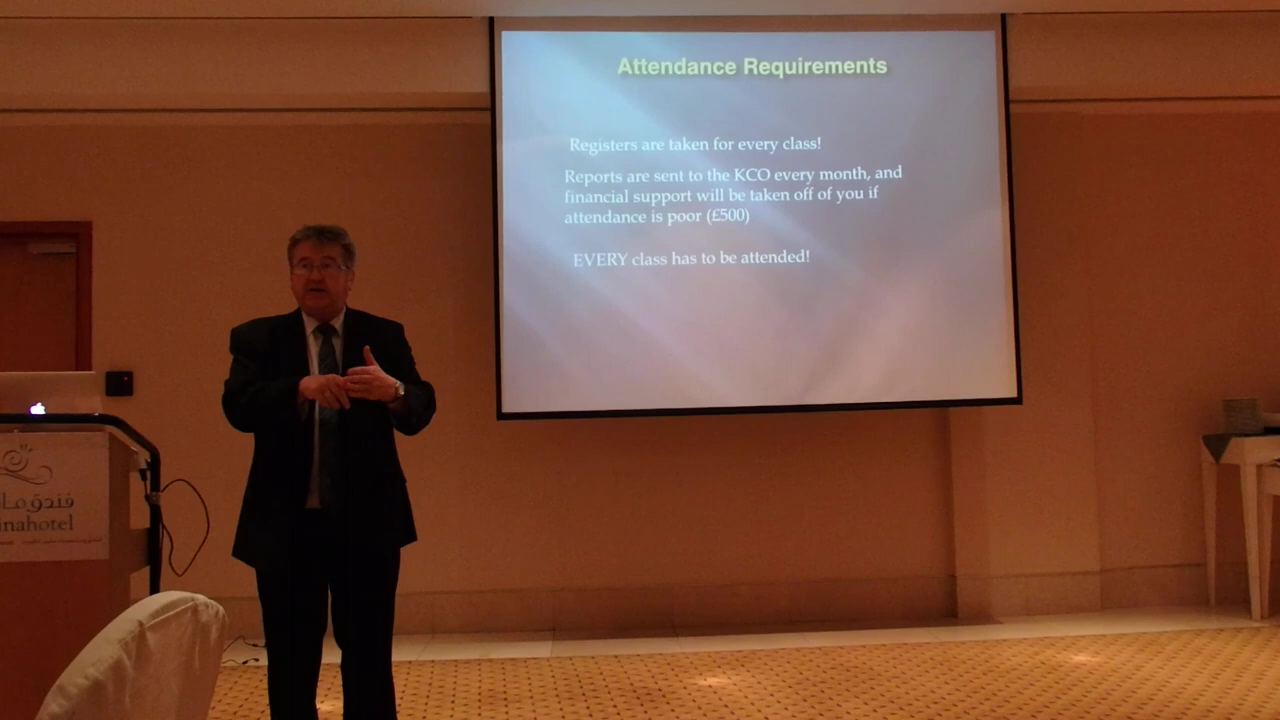 Attendance Requirements
Registers are taken for every class!
Reports are sent to the KCO every month, and
financial support will be taken off of you if
attendance is poor (£500)
EVERY class has to be attended!
فندق مـا
inahotel